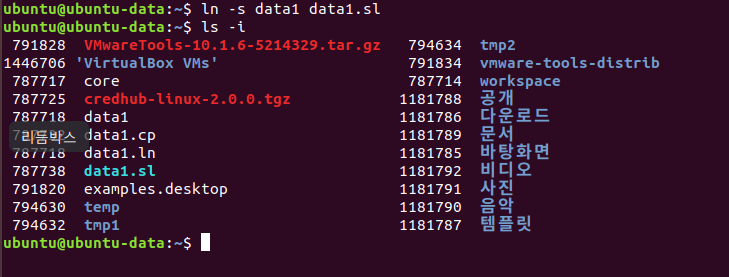 ubuntu@ubuntu-data:~$ ln -s data1 data1.sl
ubuntu@ubuntu-data:~$ ls -i
791828 VMwareTools-10.1.6-5214329.tar.gz 794634 tmp2
1446706 'VirtualBox VMs' 791834 vmware-tools-distrib
787717 core 787714 workspace
787725 credhub-linux-2.0.0.tgz 1181788 공개
787718 data1 1181786 다운로드
리듬박스 data1.cp 1181789 문서
787718 data1.ln 1181785 바탕화면
787738 data1.sl 1181792 비디오
791820 examples.desktop 1181791 사진
794630 temp 1181790 음악
794632 tmp1 1181787 템플릿
ubuntu@ubuntu-data:~$